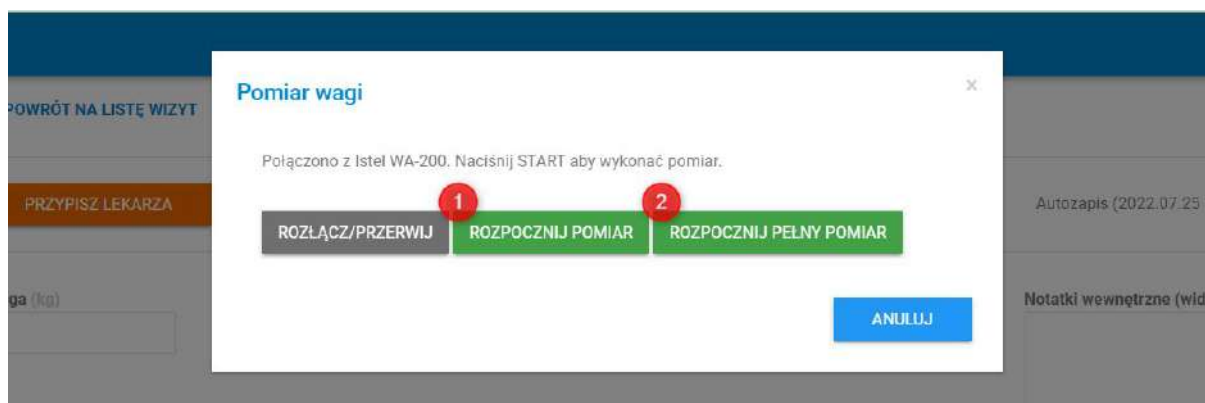 Pomiar wagi
×
POWRÓT NA LISTĘ WIZYT
Połączono z Istel WA-200. Naciśnij START aby wykonać pomiar.
PRZYPISZ LEKARZA
1
2
Autozapis (2022.07.25
ROZŁĄCZ/PRZERWIJ
ROZPOCZNIJ POMIAR
ROZPOCZNIJ PEŁNY POMIAR
ga (kg)
Notatki wewnętrzne (wid
ANULUJ